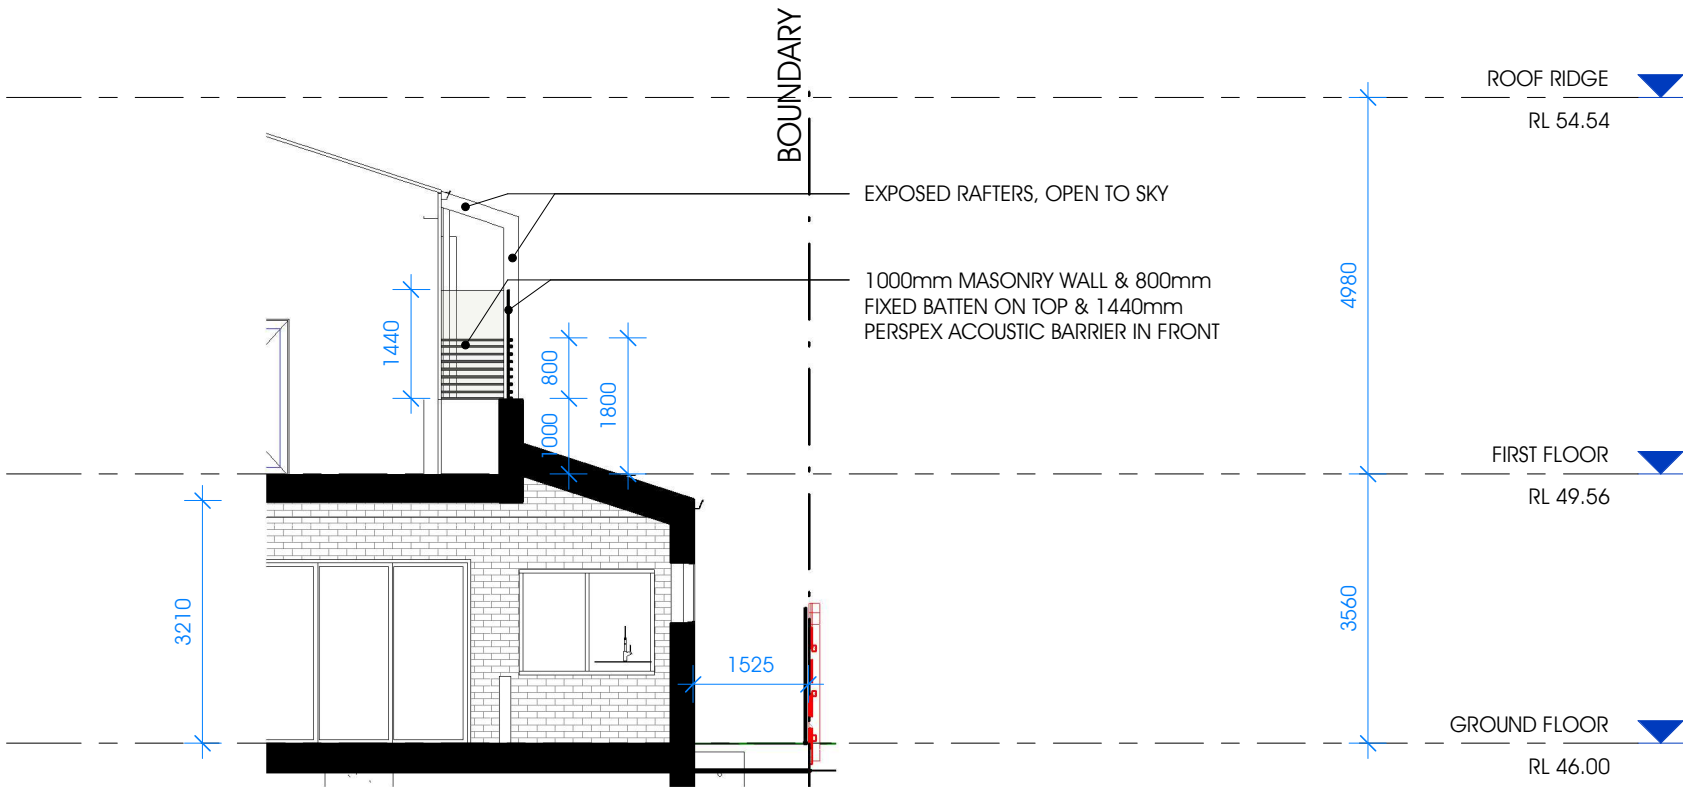 BOUNDARY
ROOF RIDGE
RL 54.54
EXPOSED RAFTERS, OPEN TO SKY
1000mm MASONRY WALL & 800mm
FIXED BATTEN ON TOP & 1440mm
PERSPEX ACOUSTIC BARRIER IN FRONT
4980
1440
800
1800
1000
FIRST FLOOR
RL 49.56
3210
3560
1525
GROUND FLOOR
RL 46.00